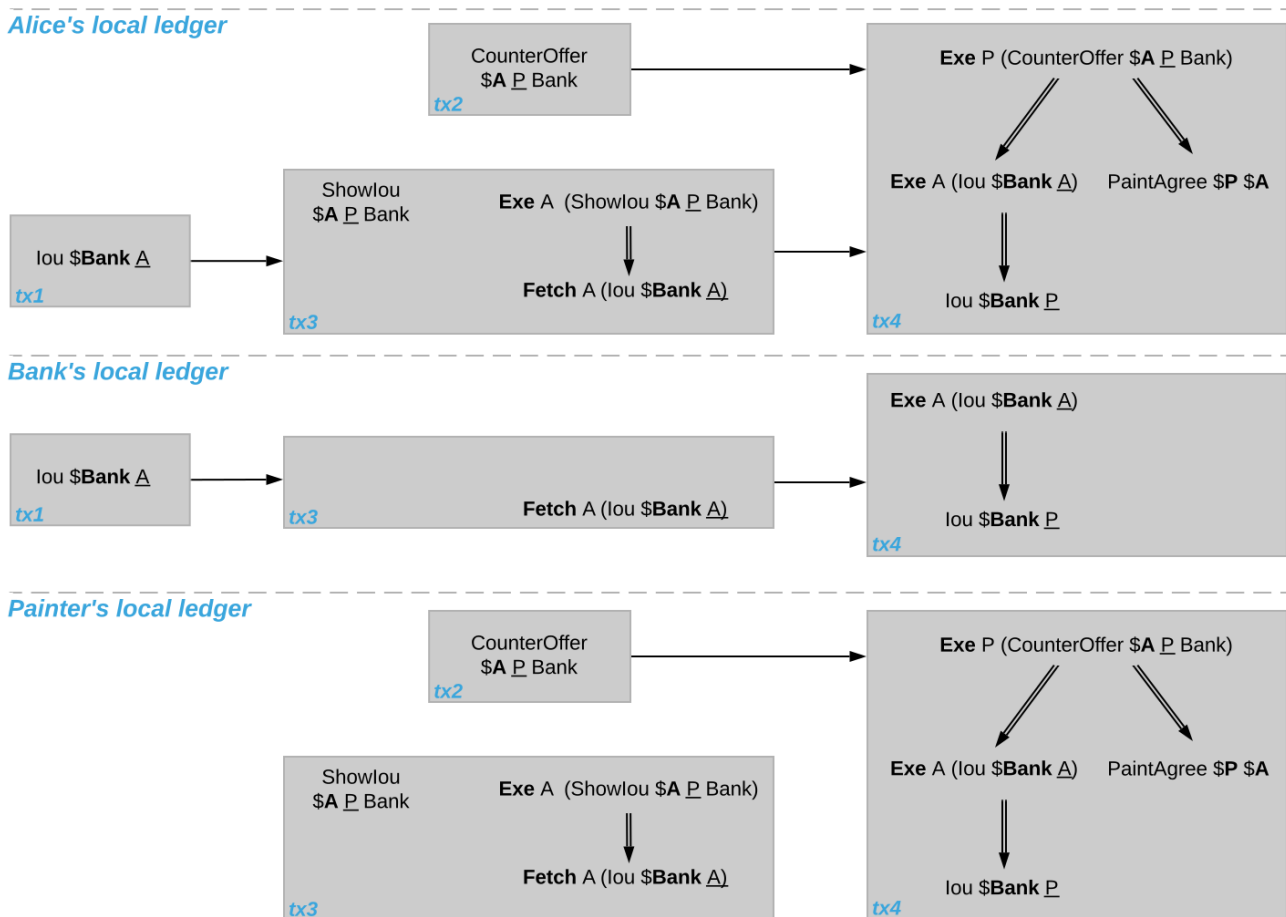 Alice's local ledger
CounterOffer
$A P Bank
tx2
Exe P (CounterOffer $A P Bank)
Exe A (Iou $Bank A)
PaintAgree $P $A
Iou $Bank P
tx4
ShowIou
$A P Bank
Exe A (ShowIou $A P Bank)
Fetch A (Iou $Bank A)
tx3
Iou $Bank A
tx1
Bank's local ledger
Iou $Bank A
tx1
Fetch A (Iou $Bank A)
tx3
Exe A (Iou $Bank A)
Iou $Bank P
tx4
Painter's local ledger
CounterOffer
$A P Bank
tx2
Exe P (CounterOffer $A P Bank)
Exe A (Iou $Bank A)
PaintAgree $P $A
Iou $Bank P
tx4
ShowIou
$A P Bank
Exe A (ShowIou $A P Bank)
Fetch A (Iou $Bank A)
tx3